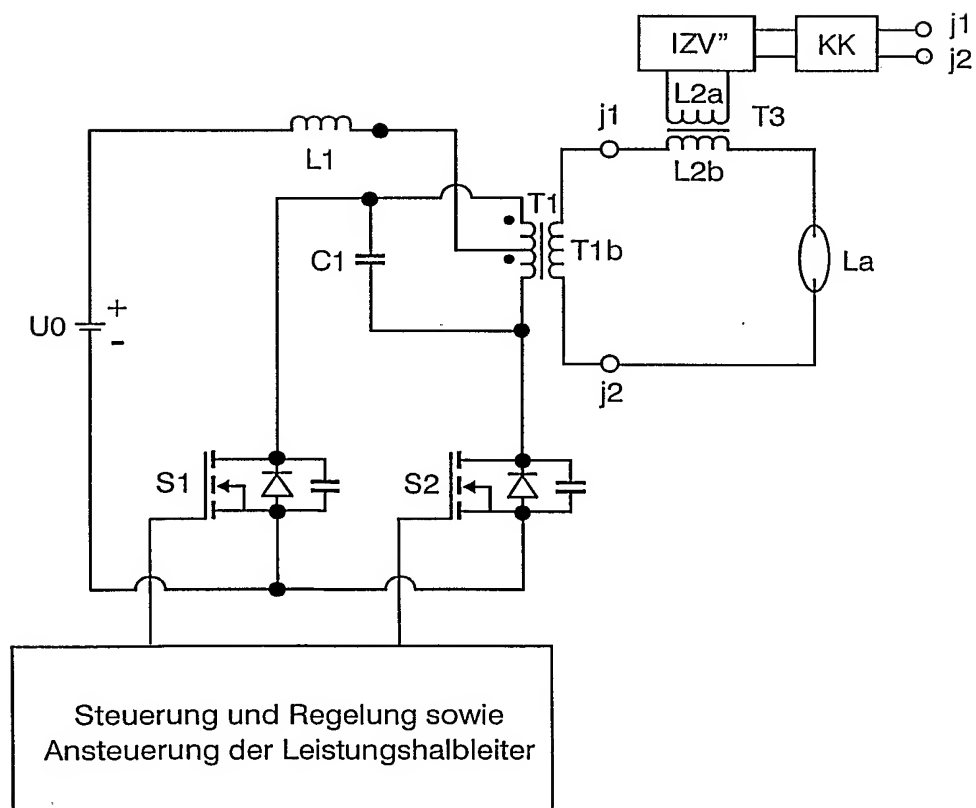 IZV" KK j1
j2
L2a
j1 T3
L2b
L1
T1
C1 T1b La
U0 +
-
j2
S1 S2
Steuerung und Regelung sowie
Ansteuerung der Leistungshalbleiter